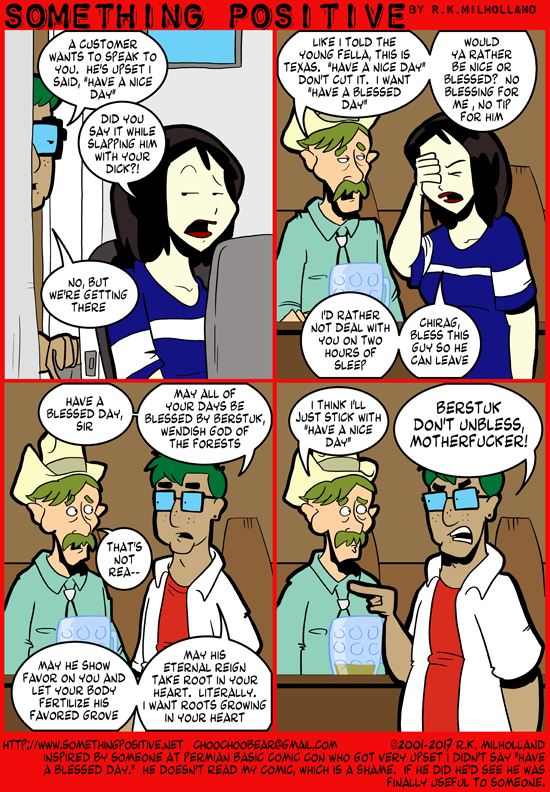 SOMETHING POSITIVE BY R.K.MILHOLLAND
A CUSTOMER
WANTS TO SPEAK TO
YOU. HE'S UPSET I
SAID, "HAVE A NICE
DAY"
DID YOU
SAY IT WHILE
SLAPPING HIM
WITH YOUR
DICK?!
NO, BUT
WE'RE GETTING
THERE
LIKE I TOLD THE
YOUNG FELLA, THIS IS
TEXAS. "HAVE A NICE DAY"
DON'T CUT IT. I WANT
"HAVE A BLESSED
DAY"
WOULD
YA RATHER
BE NICE OR
BLESSED? NO
BLESSING FOR
ME, NO TIP
FOR HIM
I'D RATHER
NOT DEAL WITH
YOU ON TWO
HOURS OF
SLEEP
CHIRAG,
BLESS THIS
GUY SO HE
CAN LEAVE
HAVE A
BLESSED DAY,
SIR
MAY ALL OF
YOUR DAYS BE
BLESSED BY BERSTUK,
WENDISH GOD OF
THE FORESTS
THAT'S
NOT
REA--
MAY HE SHOW
FAVOR ON YOU AND
LET YOUR BODY
FERTILIZE HIS
FAVORED GROVE
MAY HIS
ETERNAL REIGN
TAKE ROOT IN YOUR
HEART. LITERALLY.
I WANT ROOTS GROWING
IN YOUR HEART
I THINK I'LL
JUST STICK WITH
"HAVE A NICE
DAY"
BERSTUK
DON'T UNBLESS,
MOTHERFUCKER!
HTTP://WWW.SOMETHINGPOSITIVE.NET CHOOCHOOBEAR@GMAIL.COM ©2001-2017 R.K. MILHOLLAND
INSPIRED BY SOMEONE AT PERMIAN BASIC COMIC CON WHO GOT VERY UPSET I DIDN'T SAY "HAVE
A BLESSED DAY." HE DOESN'T READ MY COMIC, WHICH IS A SHAME. IF HE DID HE'D SEE HE WAS
FINALLY USEFUL TO SOMEONE.